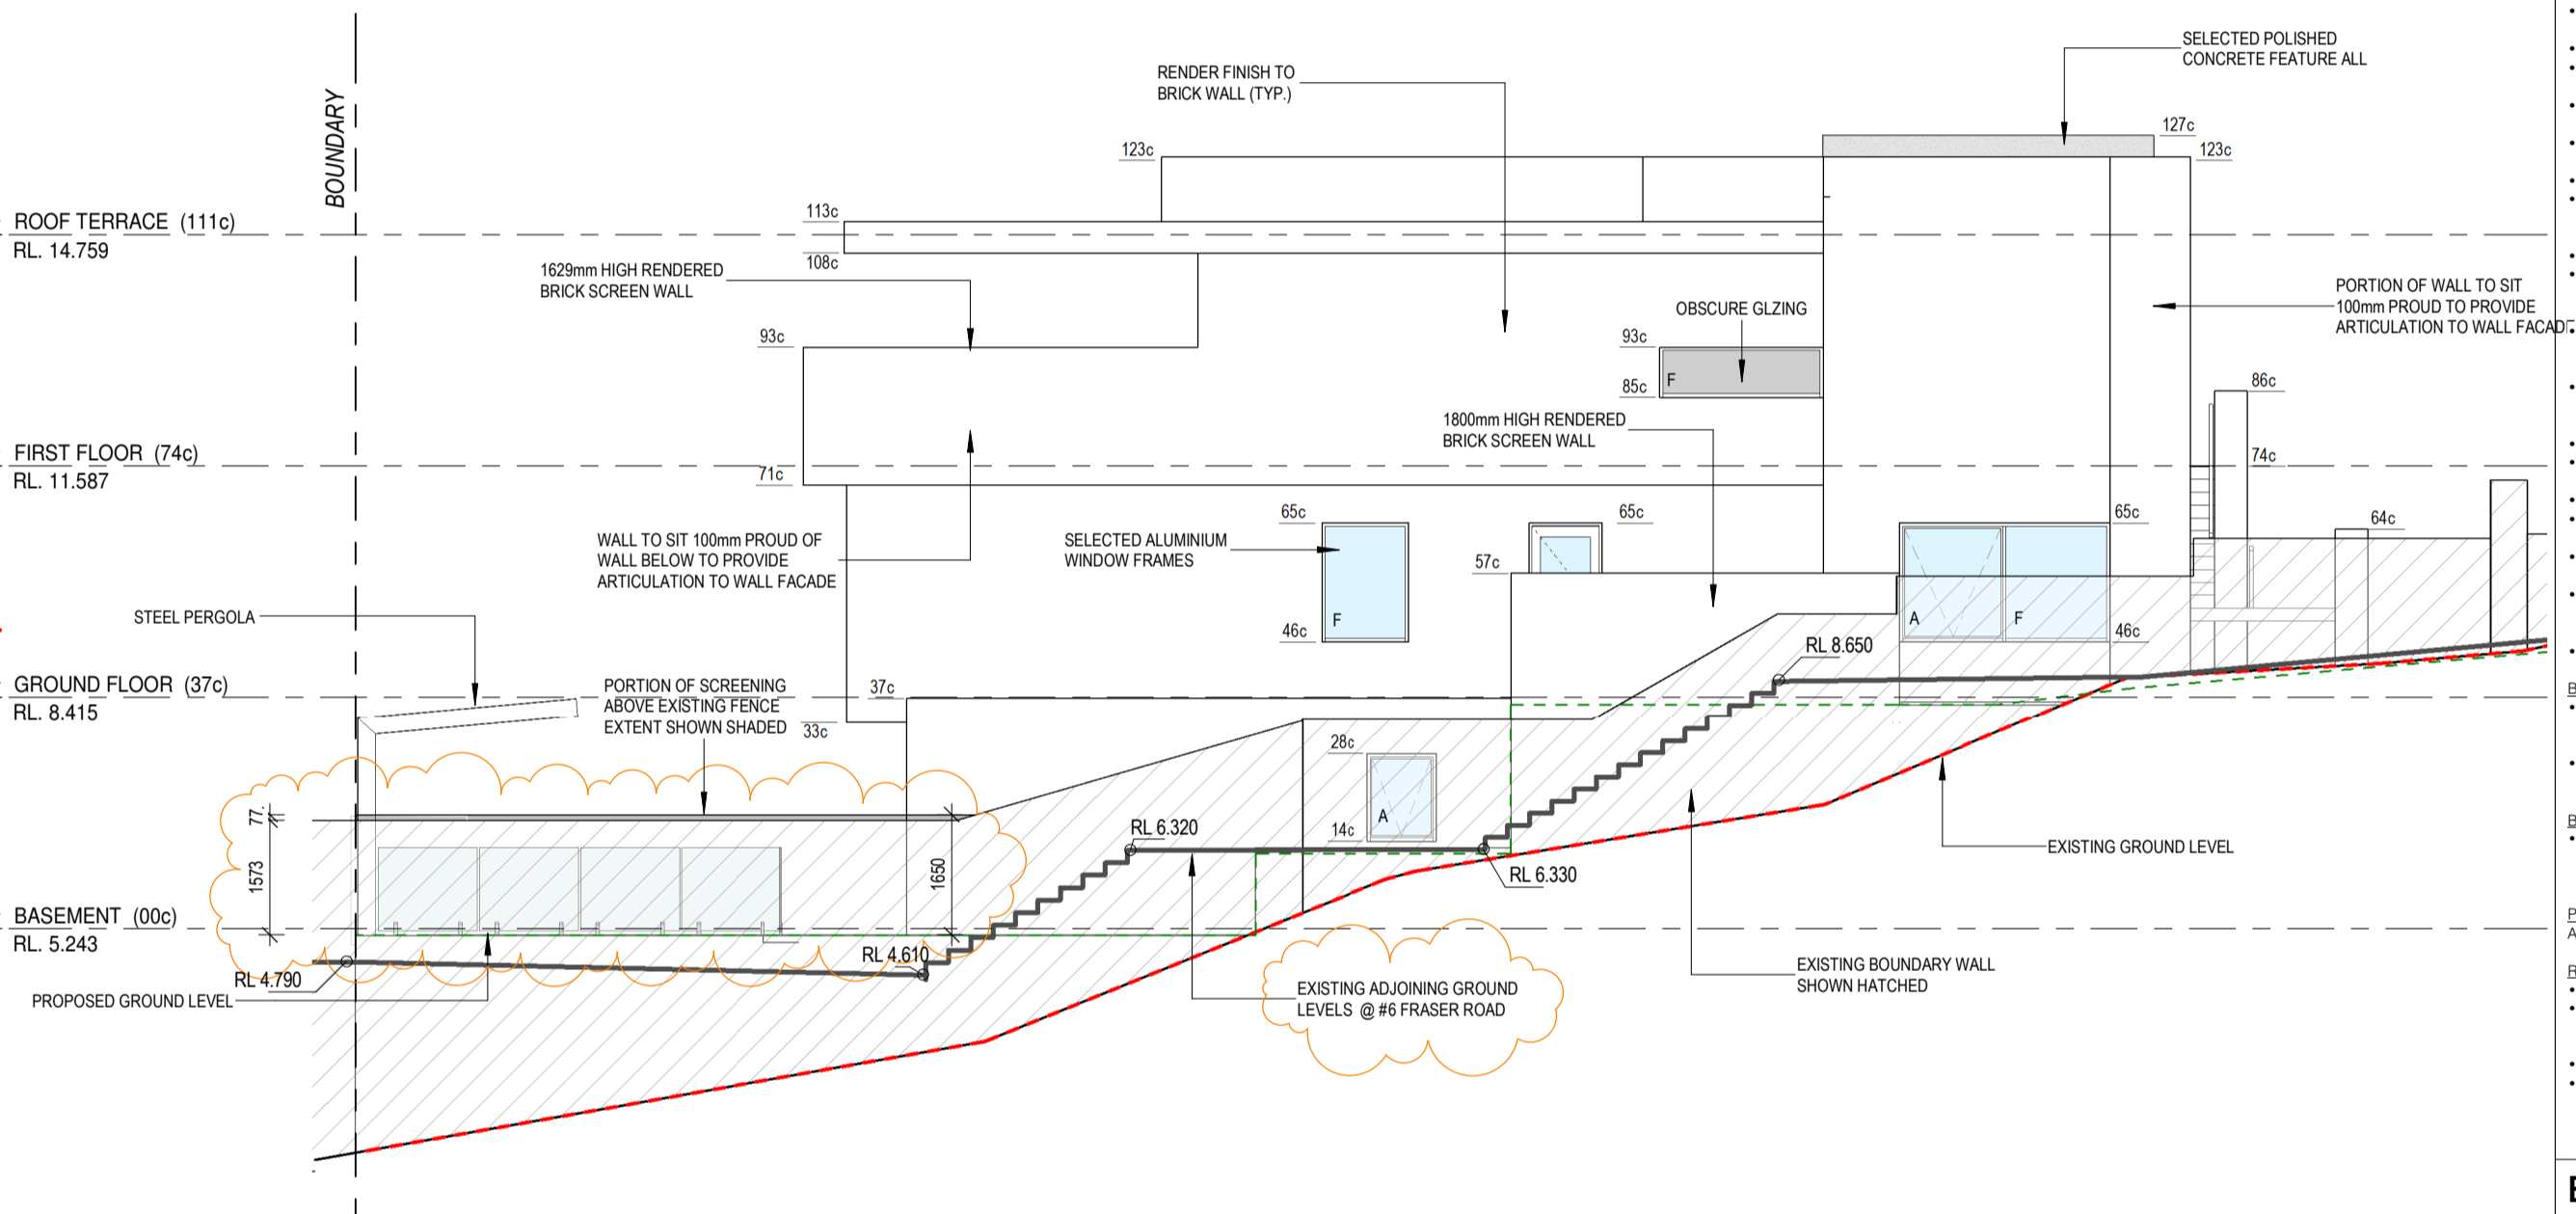 SELECTED POLISHED
CONCRETE FEATURE ALL
RENDER FINISH TO
BRICK WALL (TYP.)
BOUNDARY
127c
123c
123c
113c
ROOF TERRACE (111c)
RL. 14.759
108c
1629mm HIGH RENDERED
BRICK SCREEN WALL
PORTION OF WALL TO SIT
100mm PROUD TO PROVIDE
ARTICULATION TO WALL FACAD
OBSCURE GLZING
93c
93c
F
85c
86c
1800mm HIGH RENDERED
BRICK SCREEN WALL
FIRST FLOOR (74c)
RL. 11.587
74c
71c
65c
65c
65c
64c
WALL TO SIT 100mm PROUD OF
WALL BELOW TO PROVIDE
ARTICULATION TO WALL FACADE
SELECTED ALUMINIUM
WINDOW FRAMES
57c
STEEL PERGOLA
F
A
F
46c
46c
RL 8.650
GROUND FLOOR (37c)
RL. 8.415
PORTION OF SCREENING
ABOVE EXISTING FENCE
EXTENT SHOWN SHADED
37c
33c
28c
77.
A
14c
RL 6.320
1573
1650
EXISTING GROUND LEVEL
RL 6.330
BASEMENT (00c)
RL. 5.243
RL 4.790
RL 4.610
PROPOSED GROUND LEVEL
EXISTING ADJOINING GROUND
LEVELS @ #6 FRASER ROAD
EXISTING BOUNDARY WALL
SHOWN HATCHED